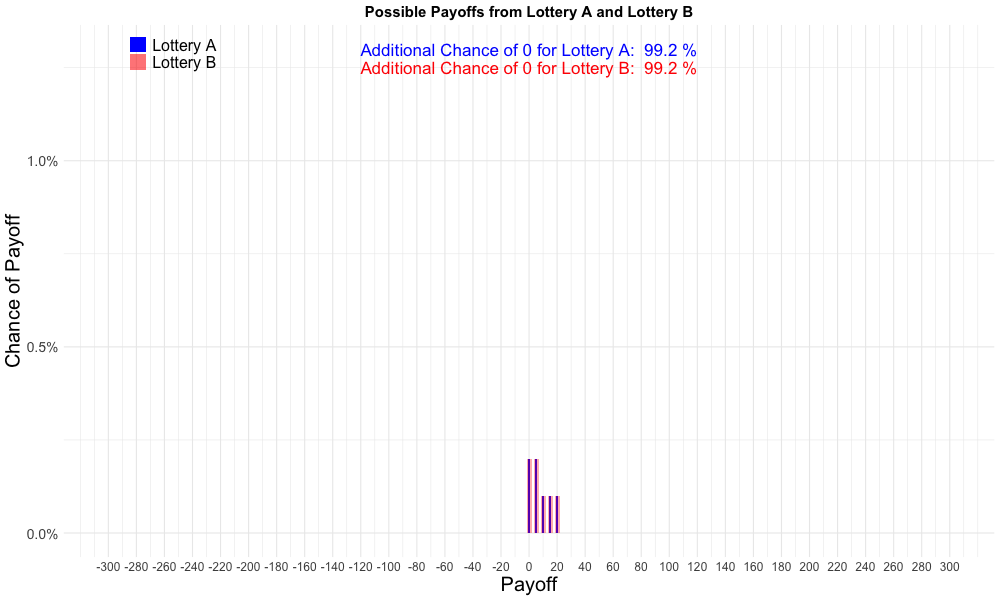 Possible Payoffs from Lottery A and Lottery B
Lottery A
Lottery B
Additional Chance of 0 for Lottery A: 99.2 %
Additional Chance of 0 for Lottery B: 99.2 %
Chance of Payoff
1.0%
0.5%
0.0%
-300 -280 -260 -240 -220 -200 -180 -160 -140 -120 -100 -80 -60 -40 -20 0 20 40 60 80 100 120 140 160 180 200 220 240 260 280 300
Payoff